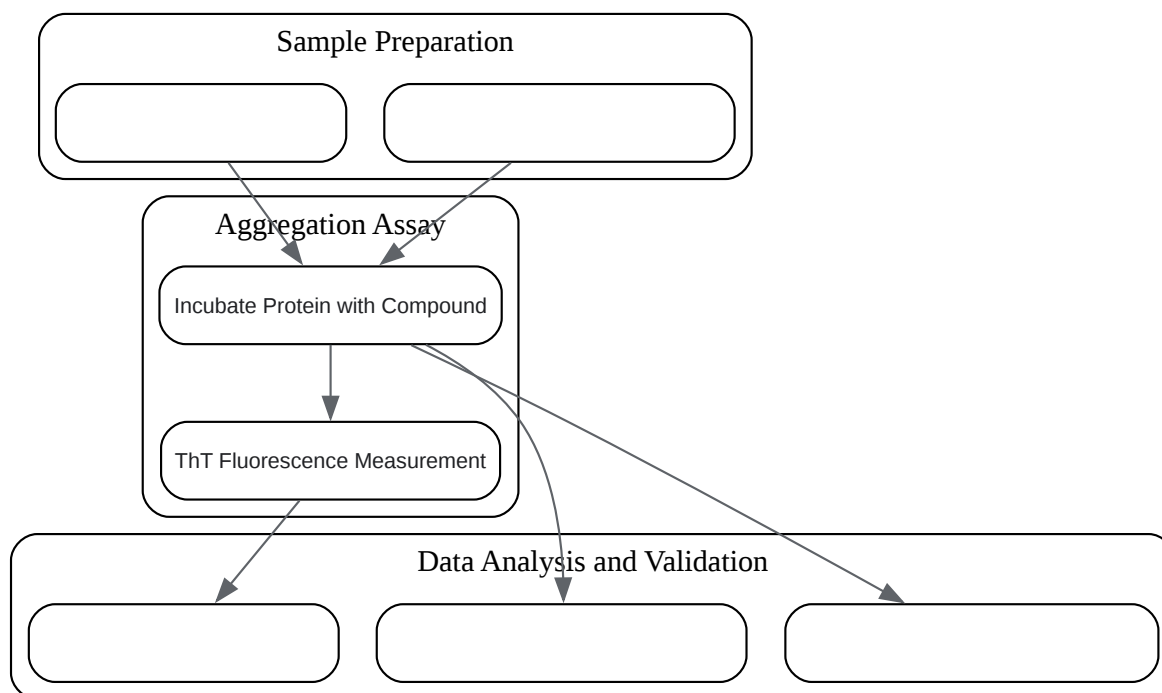 Sample Preparation
Aggregation Assay
Incubate Protein with Compound
ThT Fluorescence Measurement
Data Analysis and Validation